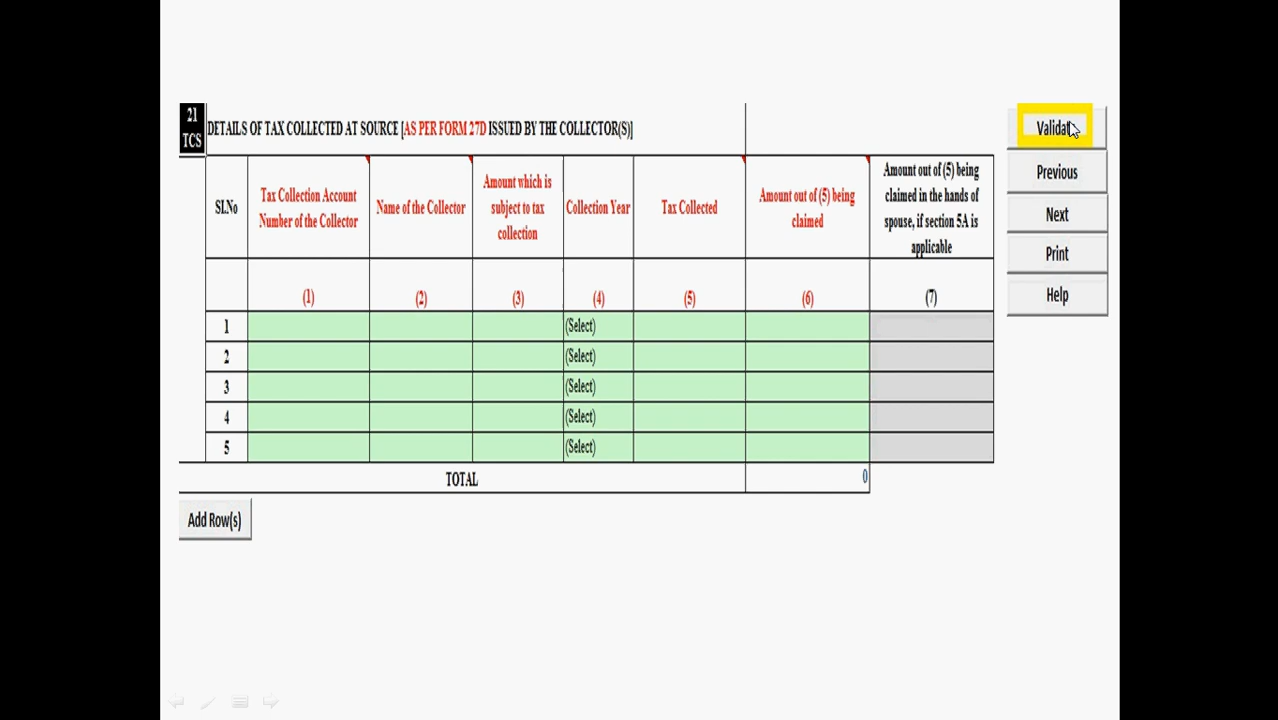 21
TCS
DETAILS OF TAX COLLECTED AT SOURCE [AS PER FORM 27D ISSUED BY THE COLLECTOR(S)]
Sl.No
Tax Collection Account
Number of the Collector
Name of the Collector
Amount which is
subject to tax
collection
Collection Year
Tax Collected
Amount out of (5) being
claimed
Amount out of (5) being
claimed in the hands of
spouse, if section 5A is
applicable
(1) (2) (3) (4) (5) (6) (7)
1 (Select)
2 (Select)
3 (Select)
4 (Select)
5 (Select)
TOTAL 0
Add Row(s)
Validate
Previous
Next
Print
Help